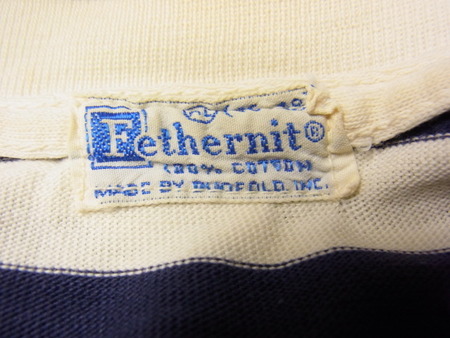 Fethernit®
100% COTTON
MADE BY DUOFOLD, INC.